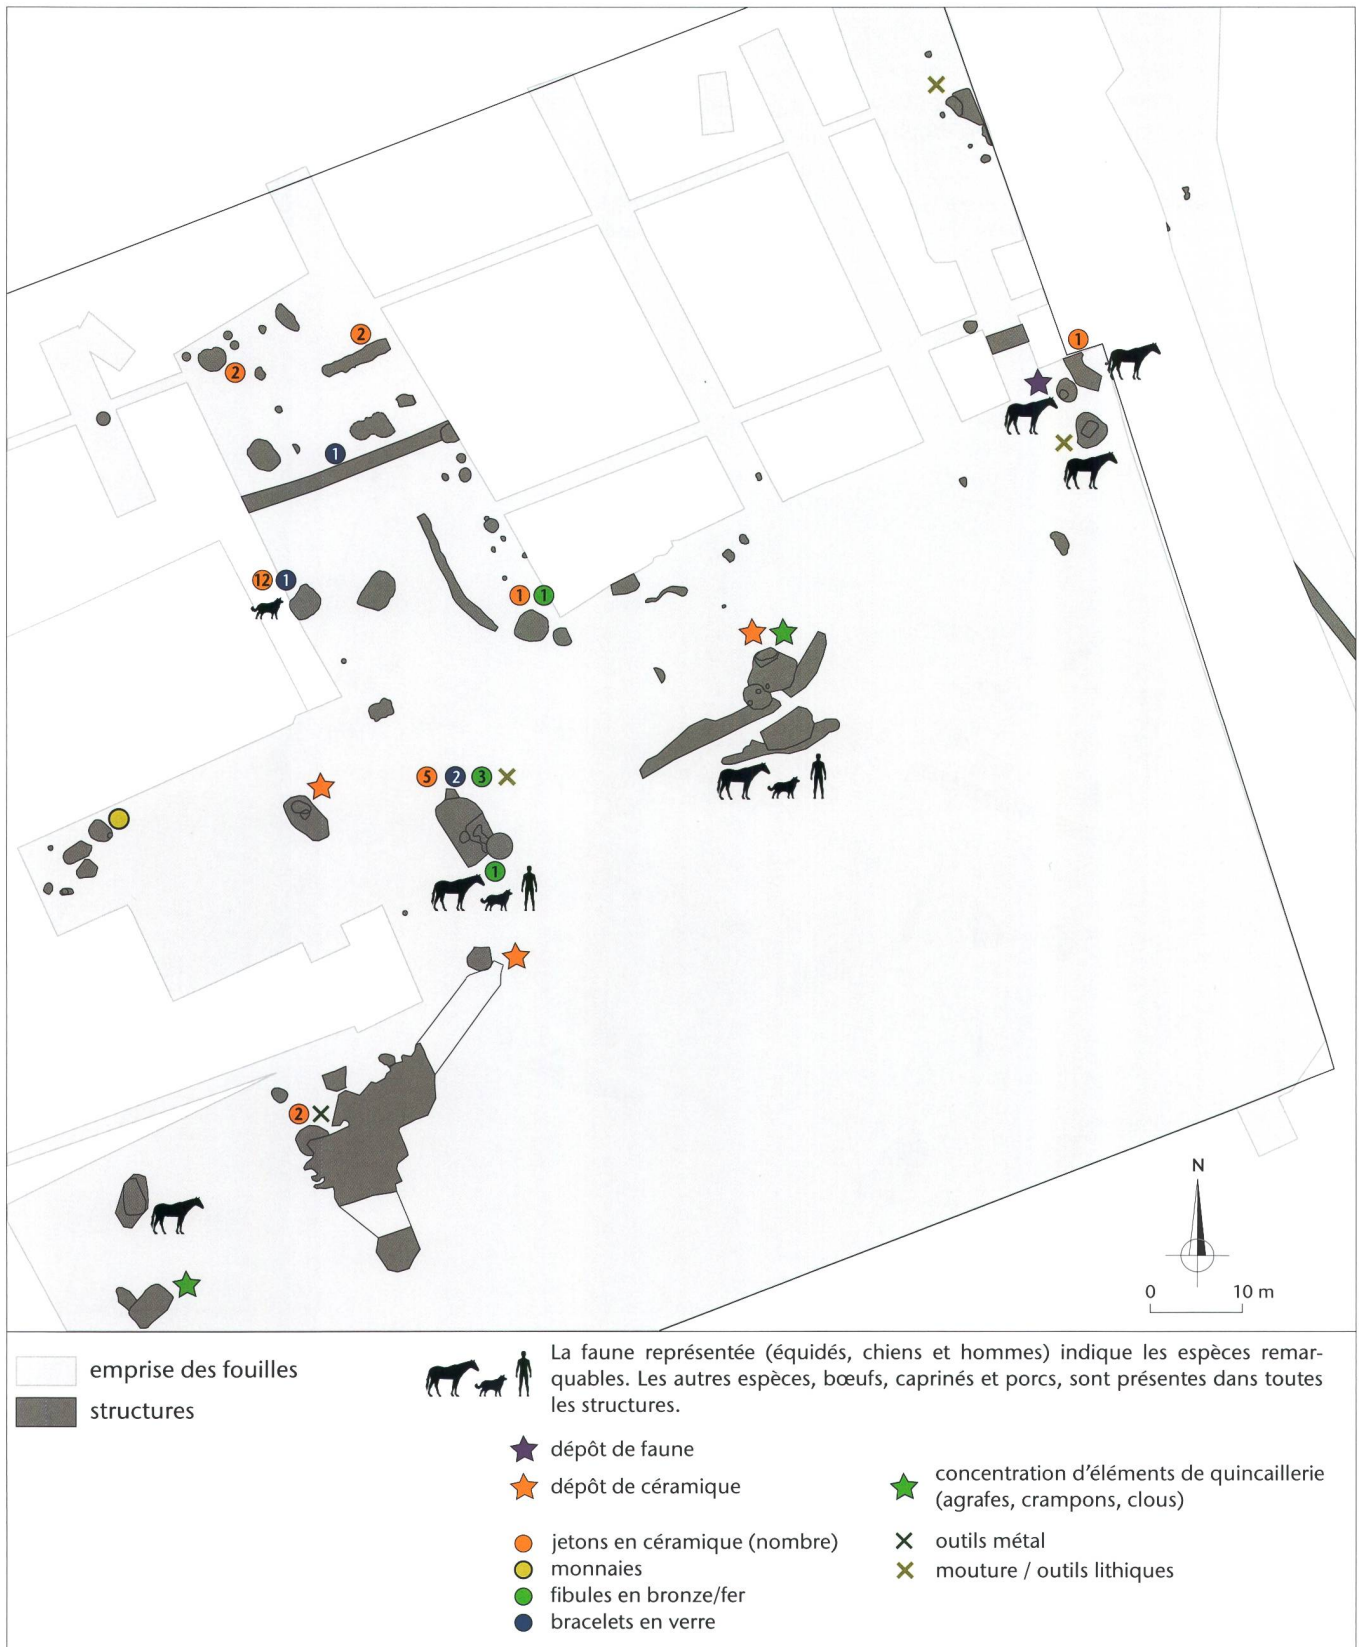 2
2
1
1
12
1
1
1
5
2
3
1
2
N
0 10 m
emprise des fouilles
structures
La faune représentée (équidés, chiens et hommes) indique les espèces remar-
quables. Les autres espèces, bœufs, caprinés et porcs, sont présentes dans toutes
les structures.
dépôt de faune
dépôt de céramique
concentration d’éléments de quincaillerie
(agrafes, crampons, clous)
jetons en céramique (nombre)
monnaies
fibules en bronze/fer
bracelets en verre
outils métal
mouture / outils lithiques